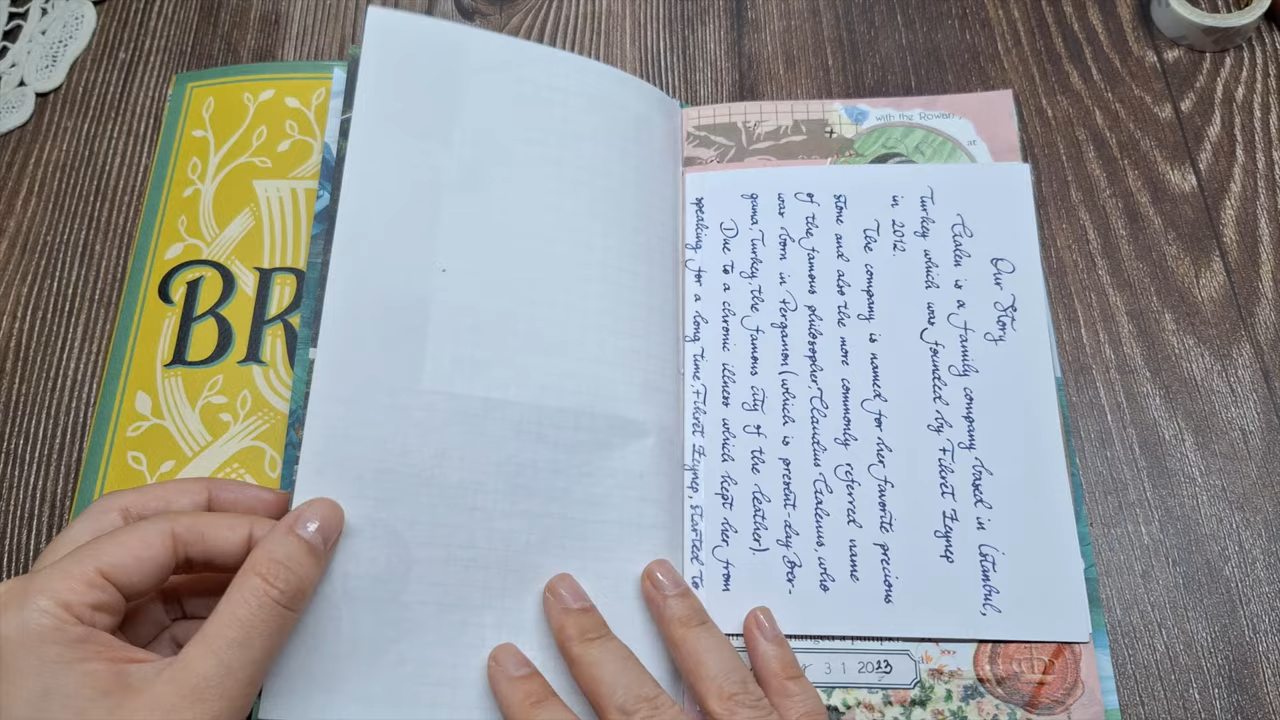 BR
with the Rowan
at
Our Story
Galen is a family company based in İstanbul,
Turkey which was founded by Fikret Zeynep
in 2012.
The company is named for her favorite precious
stone and also the more commonly referred name
of the famous philosopher, Claudius Galenus, who
was born in Pergamon (which is present-day Ber-
gama, Turkey, the famous city of the leather).
Due to a chronic illness which kept her from
speaking for a long time, Fikret Zeynep, started to
31 2023